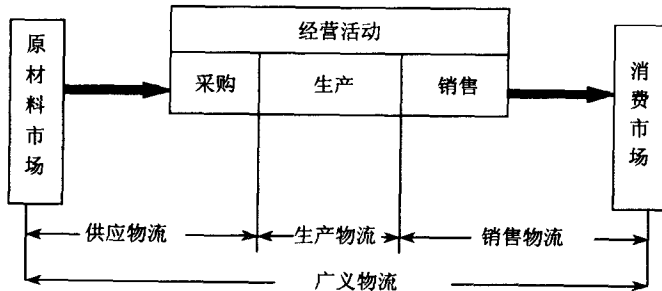 原材料市场
经营活动
采购 生产 销售
消费市场
供应物流 生产物流 销售物流
广义物流